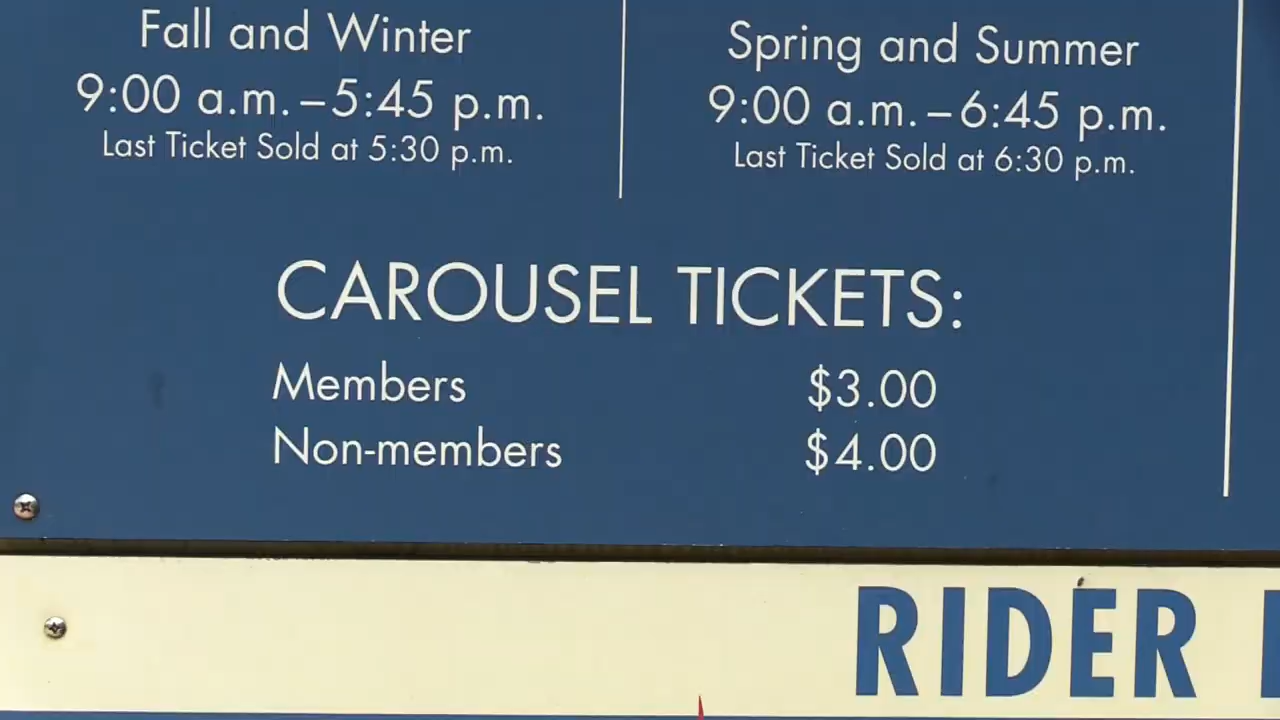 Fall and Winter
9:00 a.m. – 5:45 p.m.
Last Ticket Sold at 5:30 p.m.
Spring and Summer
9:00 a.m. – 6:45 p.m.
Last Ticket Sold at 6:30 p.m.
CAROUSEL TICKETS:
Members $3.00
Non-members $4.00
RIDER